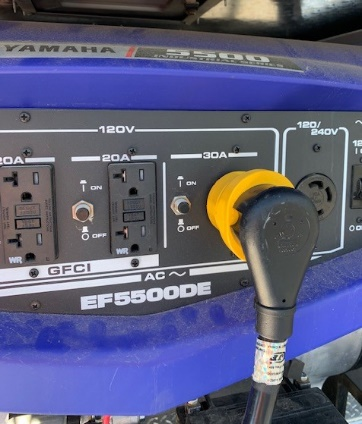 YAMAHA 5500
120V
120/
240V
20A 20A 30A
ON
OFF
ON
OFF
WR WR
GFCI
AC
EF5500DE